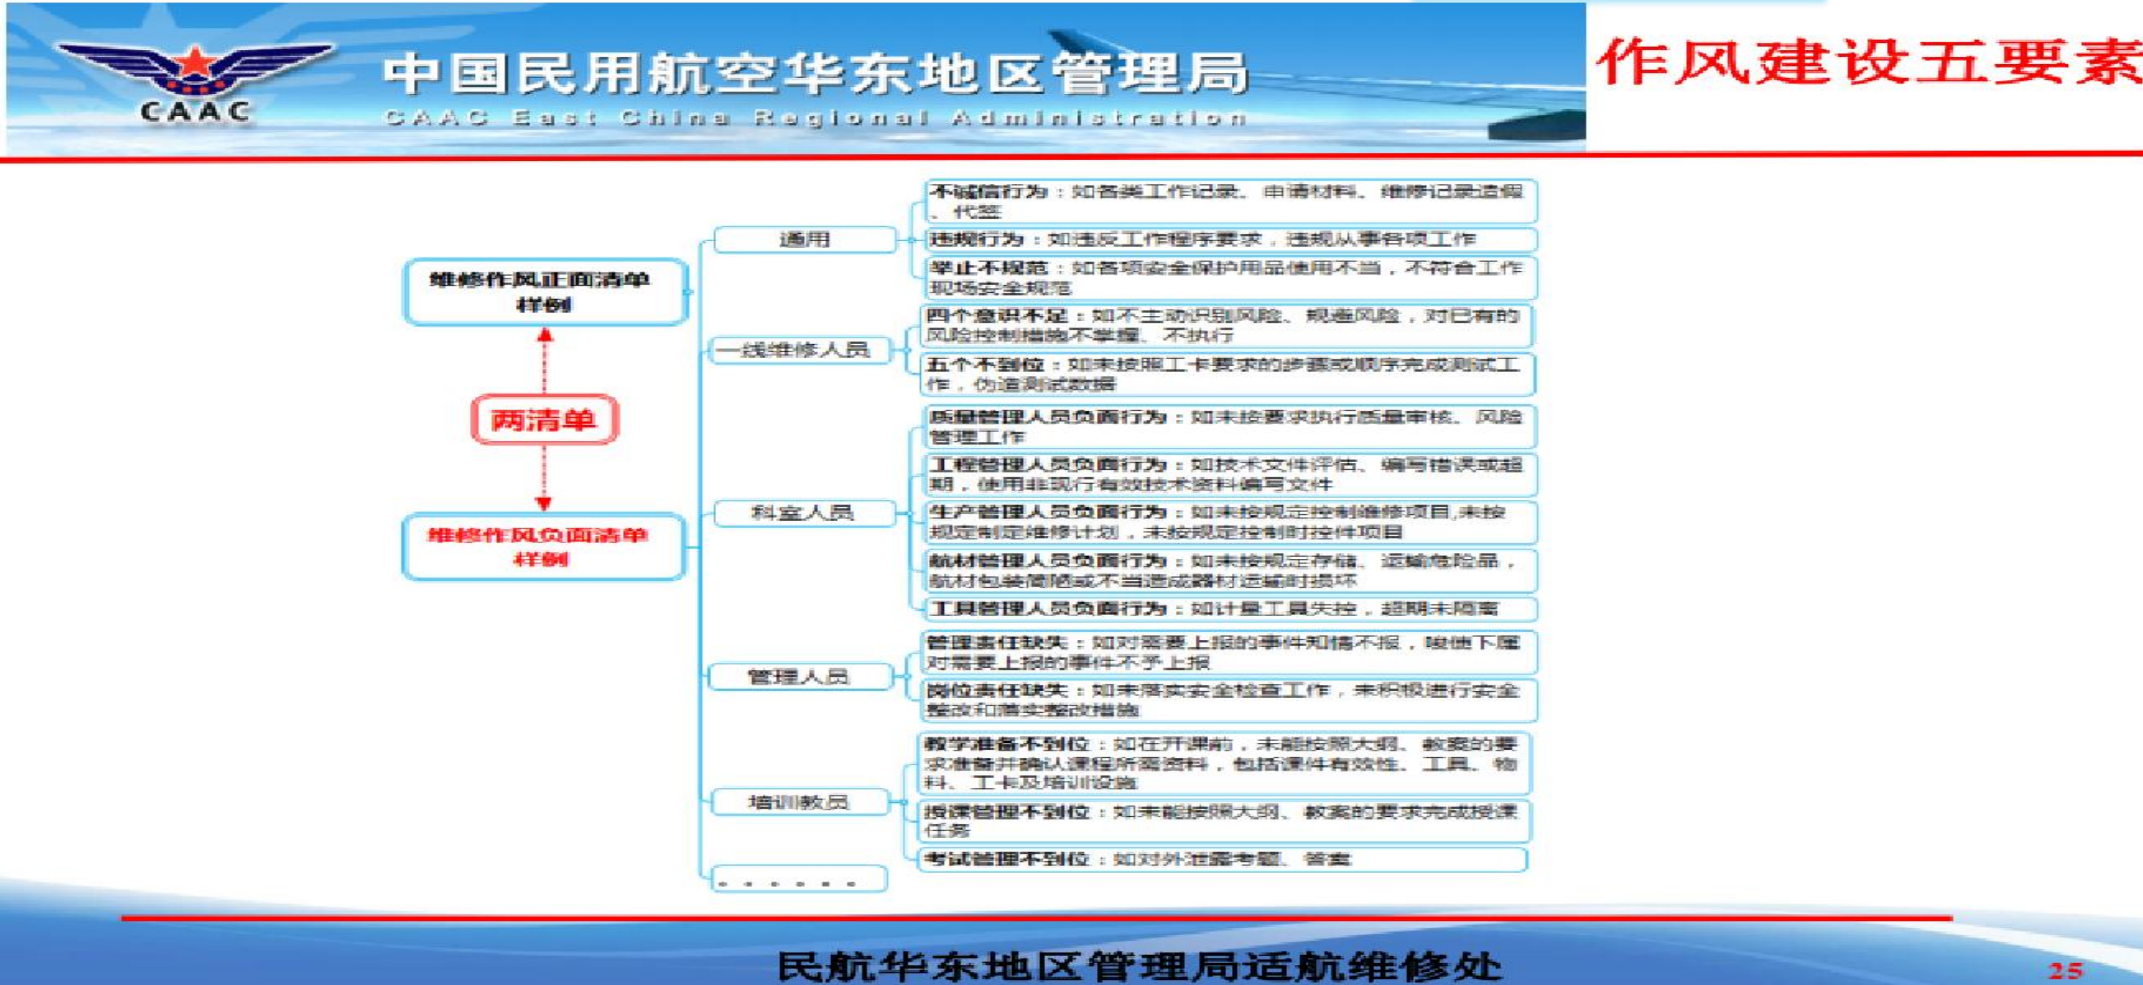 中国民用航空华东地区管理局
CAAC
CAAC East China Regional Administration
作风建设五要素
维修作风正面清单
样例
两清单
维修作风负面清单
样例
通用
不诚信行为：如各类工作记录、申请材料、维修记录造假
、代签
违规行为：如违反工作程序要求，违规从事各项工作
举止不规范：如各项安全保护用品使用不当，不符合工作
现场安全规范
一线维修人员
四个意识不足：如不主动识别风险、规避风险，对已有的
风险控制措施不掌握、不执行
五个不到位：如未按照工卡要求的步骤或顺序完成测试工
作，伪造测试数据
科室人员
质量管理人员负面行为：如未按要求执行质量审核、风险
管理工作
工程管理人员负面行为：如技术文件评估、编写错误或超
期，使用非现行有效技术资料编写文件
生产管理人员负面行为：如未按规定控制维修项目,未按
规定制定维修计划，未按规定控制时控件项目
航材管理人员负面行为：如未按规定存储、运输危险品，
航材包装简陋或不当造成器材运输时损坏
工具管理人员负面行为：如计量工具失控，超期未隔离
管理人员
管理责任缺失：如对需要上报的事件知情不报，唆使下属
对需要上报的事件不予上报
岗位责任缺失：如未落实安全检查工作，未积极进行安全
整改和落实整改措施
培训教员
教学准备不到位：如在开课前，未能按照大纲、教案的要
求准备并确认课程所需资料，包括课件有效性、工具、物
料、工卡及培训设施
授课管理不到位：如未能按照大纲、教案的要求完成授课
任务
考试管理不到位：如对外泄露考题、答案
。。。。。。
民航华东地区管理局适航维修处
25